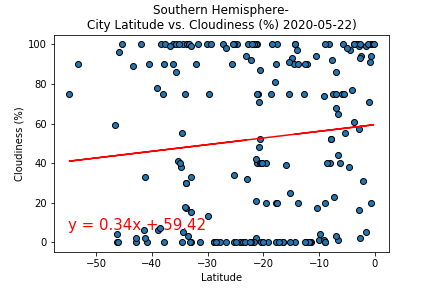 Southern Hemisphere-
City Latitude vs. Cloudiness (%) 2020-05-22)
100
80
60
40
20
0
Cloudiness (%)
y = 0.34x + 59.42
−50
−40
−30
−20
−10
0
Latitude